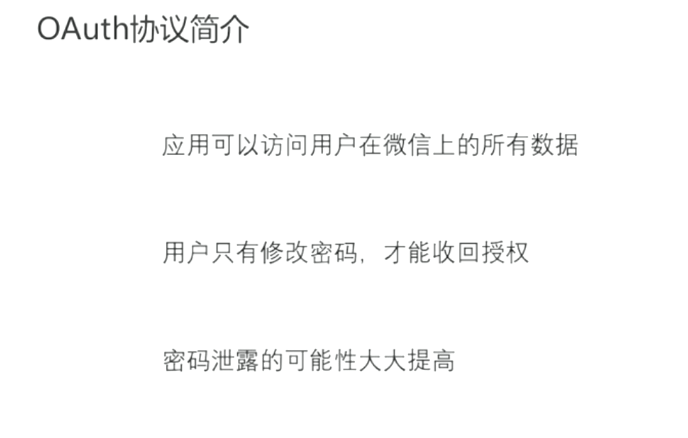 OAuth协议简介
应用可以访问用户在微信上的所有数据
用户只有修改密码，才能收回授权
密码泄露的可能性大大提高